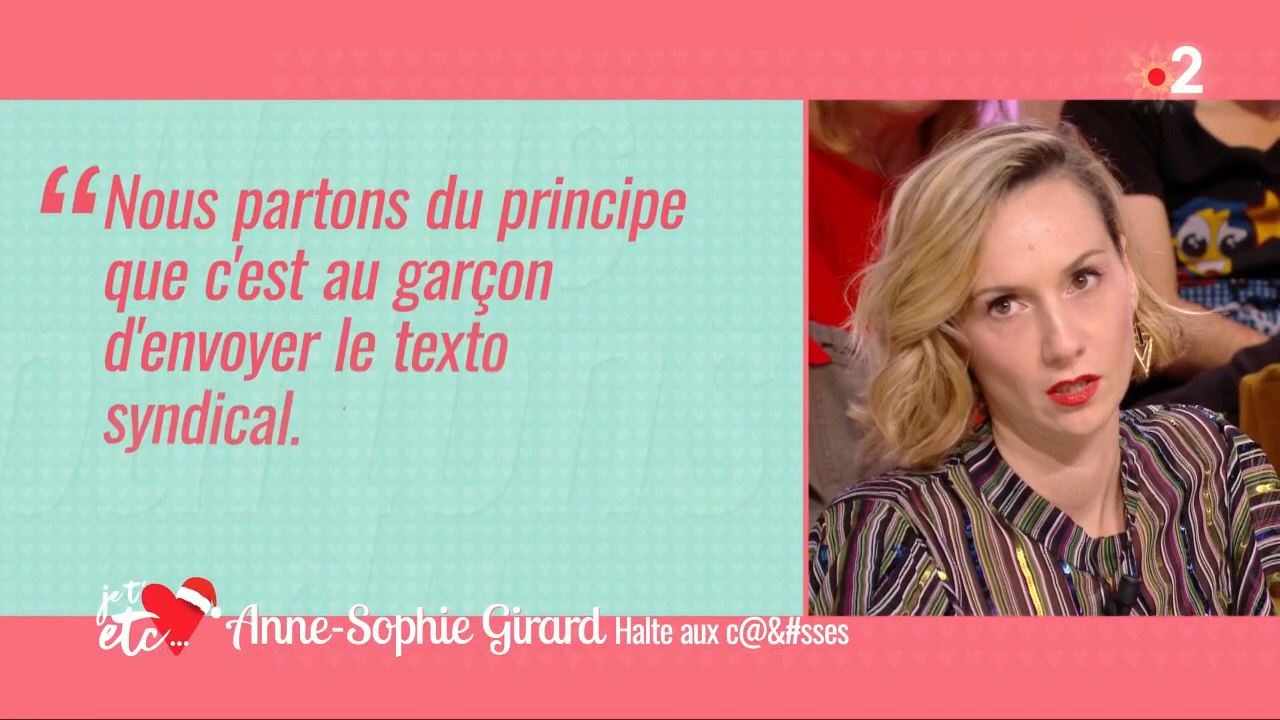 2
“Nous partons du principe
que c'est au garçon
d'envoyer le texto
syndical.
je t'
etc...
Anne-Sophie Girard Halte aux c@&#sses